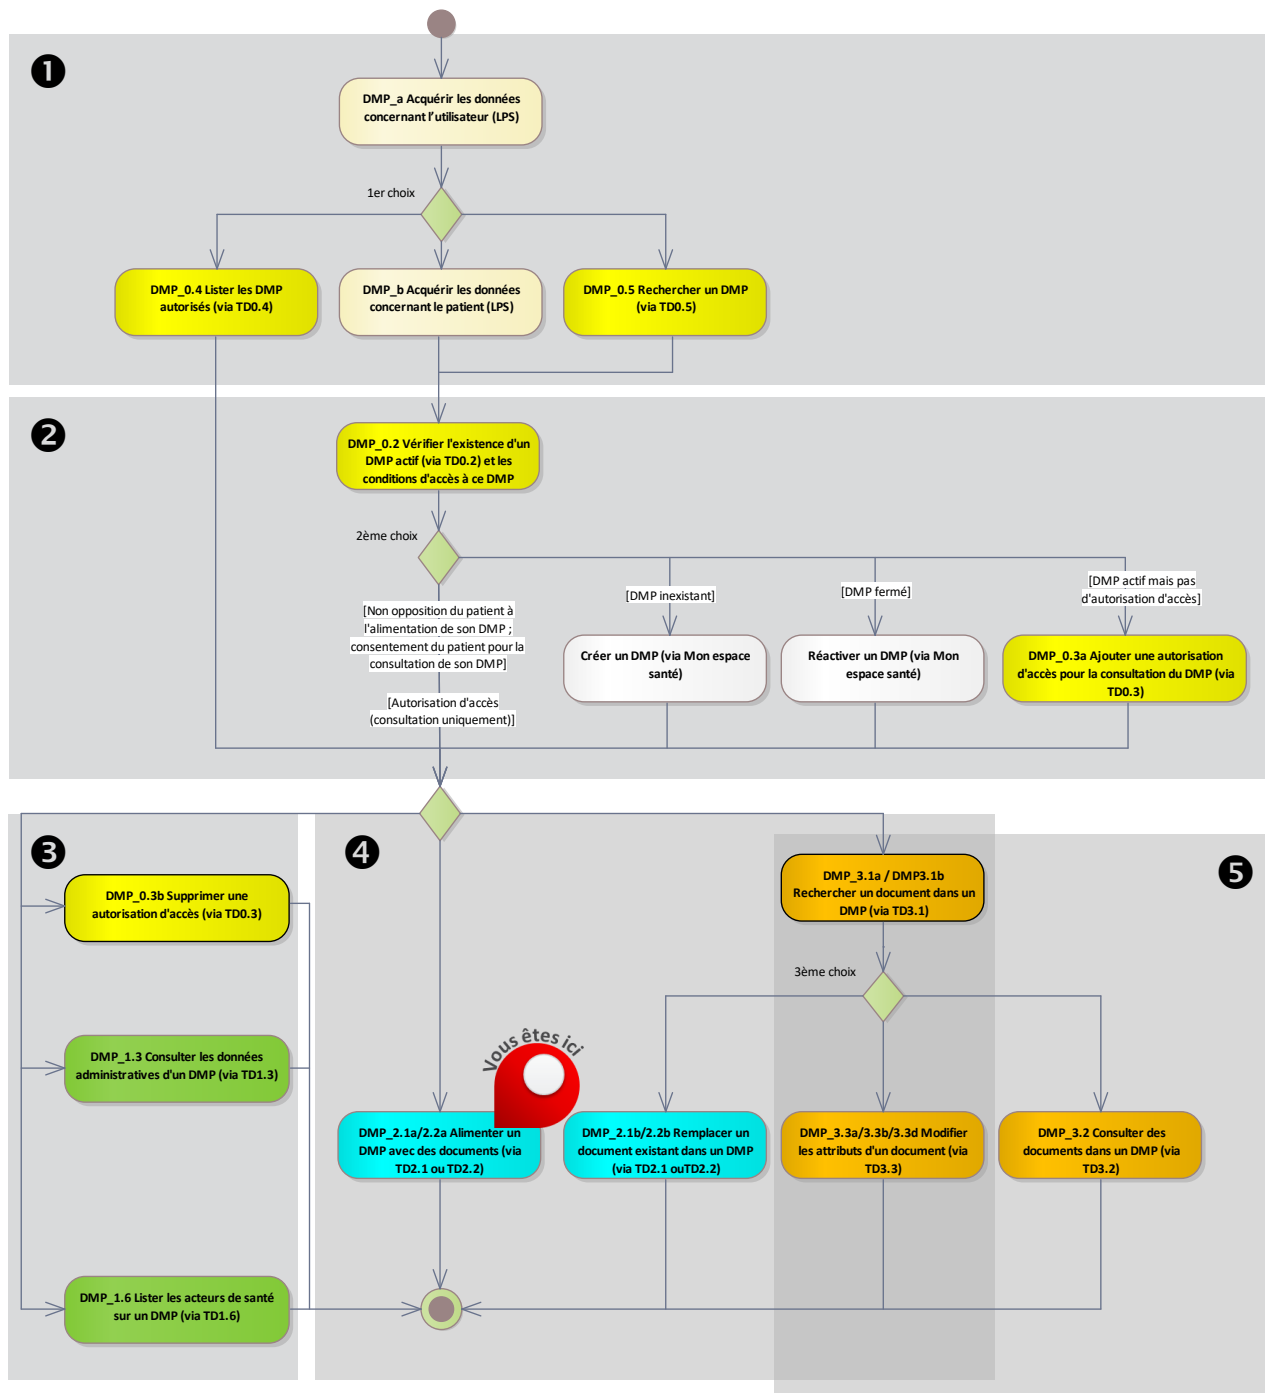 1
DMP_a Acquérir les données
concernant l'utilisateur (LPS)
1er choix
DMP_0.4 Lister les DMP
autorisés (via TD0.4)
DMP_b Acquérir les données
concernant le patient (LPS)
DMP_0.5 Rechercher un DMP
(via TD0.5)
2
DMP_0.2 Vérifier l'existence d'un
DMP actif (via TD0.2) et les
conditions d'accès à ce DMP
2ème choix
[Non opposition du patient à
l'alimentation de son DMP ;
consentement du patient pour la
consultation de son DMP]
[Autorisation d'accès
(consultation uniquement)]
[DMP inexistant]
[DMP fermé]
[DMP actif mais pas
d'autorisation d'accès]
Créer un DMP (via Mon espace
santé)
Réactiver un DMP (via Mon
espace santé)
DMP_0.3a Ajouter une autorisation
d'accès pour la consultation du DMP (via
TD0.3)
3
DMP_0.3b Supprimer une
autorisation d'accès (via TD0.3)
DMP_1.3 Consulter les données
administratives d'un DMP (via TD1.3)
DMP_1.6 Lister les acteurs de santé
sur un DMP (via TD1.6)
4
5
DMP_3.1a / DMP3.1b
Rechercher un document dans un
DMP (via TD3.1)
3ème choix
Vous êtes ici
DMP_2.1a/2.2a Alimenter un
DMP avec des documents (via
TD2.1 ou TD2.2)
DMP_2.1b/2.2b Remplacer un
document existant dans un DMP
(via TD2.1 ouTD2.2)
DMP_3.3a/3.3b/3.3d Modifier
les attributs d'un document (via
TD3.3)
DMP_3.2 Consulter des
documents dans un DMP (via
TD3.2)